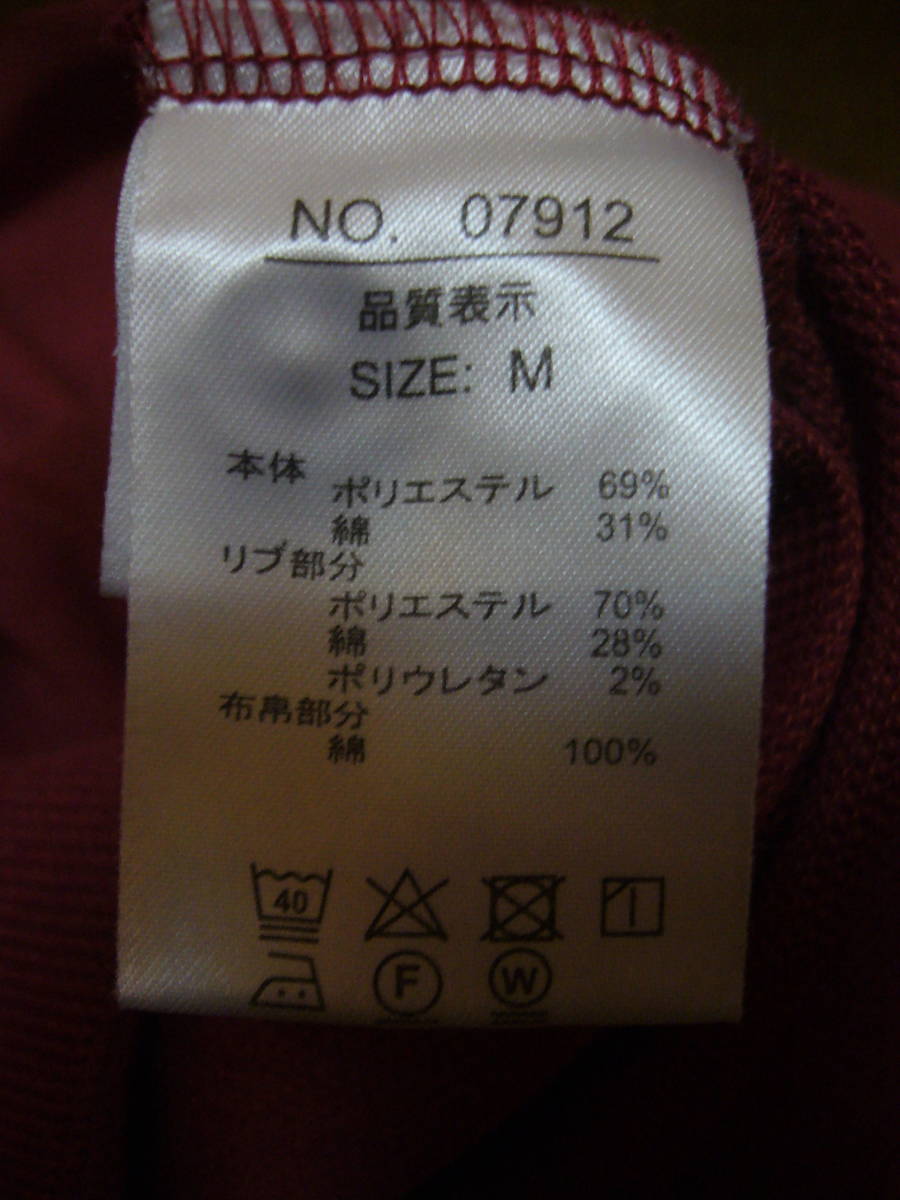 NO. 07912
品質表示
SIZE: M
本体
ポリエステル 69%
綿 31%
リブ部分
ポリエステル 70%
綿 28%
ポリウレタン 2%
布帛部分
綿 100%
40
F W